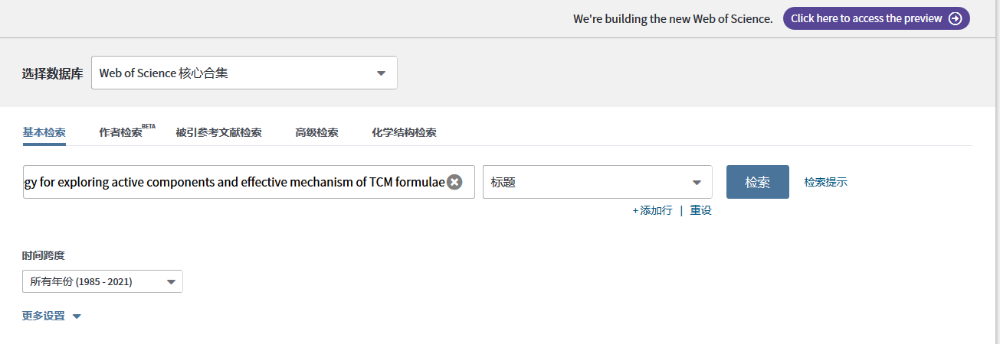 We're building the new Web of Science. Click here to access the preview
选择数据库 Web of Science 核心合集
基本检索 作者检索BETA 被引参考文献检索 高级检索 化学结构检索
for exploring active components and effective mechanism of TCM formulae 标题 检索 检索提示
+添加行 | 重设
时间跨度
所有年份 (1985 - 2021)
更多设置